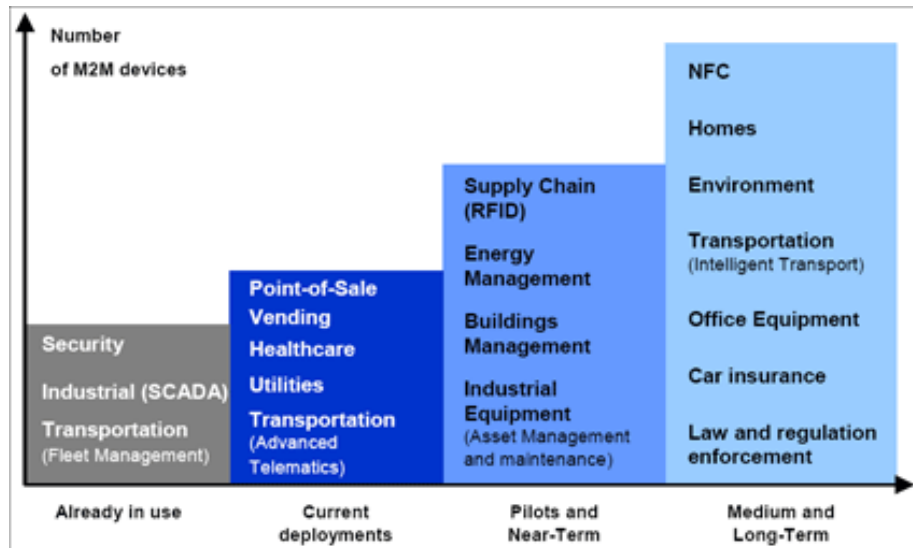 Number
of M2M devices
Security
Industrial (SCADA)
Transportation
(Fleet Management)
Point-of-Sale
Vending
Healthcare
Utilities
Transportation
(Advanced
Telematics)
Supply Chain
(RFID)
Energy
Management
Buildings
Management
Industrial
Equipment
(Asset Management
and maintenance)
NFC
Homes
Environment
Transportation
(Intelligent Transport)
Office Equipment
Car insurance
Law and regulation
enforcement
Already in use
Current
deployments
Pilots and
Near-Term
Medium and
Long-Term